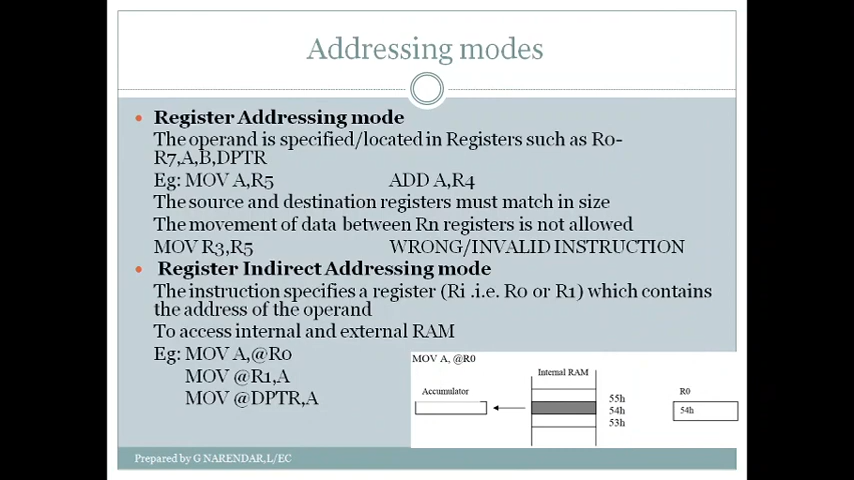 Addressing modes
Register Addressing mode
The operand is specified/located in Registers such as R0-
R7,A,B,DPTR
Eg: MOV A,R5 ADD A,R4
The source and destination registers must match in size
The movement of data between Rn registers is not allowed
MOV R3,R5 WRONG/INVALID INSTRUCTION
Register Indirect Addressing mode
The instruction specifies a register (Ri .i.e. R0 or R1) which contains
the address of the operand
To access internal and external RAM
Eg: MOV A,@R0
MOV @R1,A
MOV @DPTR,A
MOV A, @R0
Internal RAM
Accumulator
R0
55h
54h
53h
54h
Prepared by G NARENDAR,L/EC